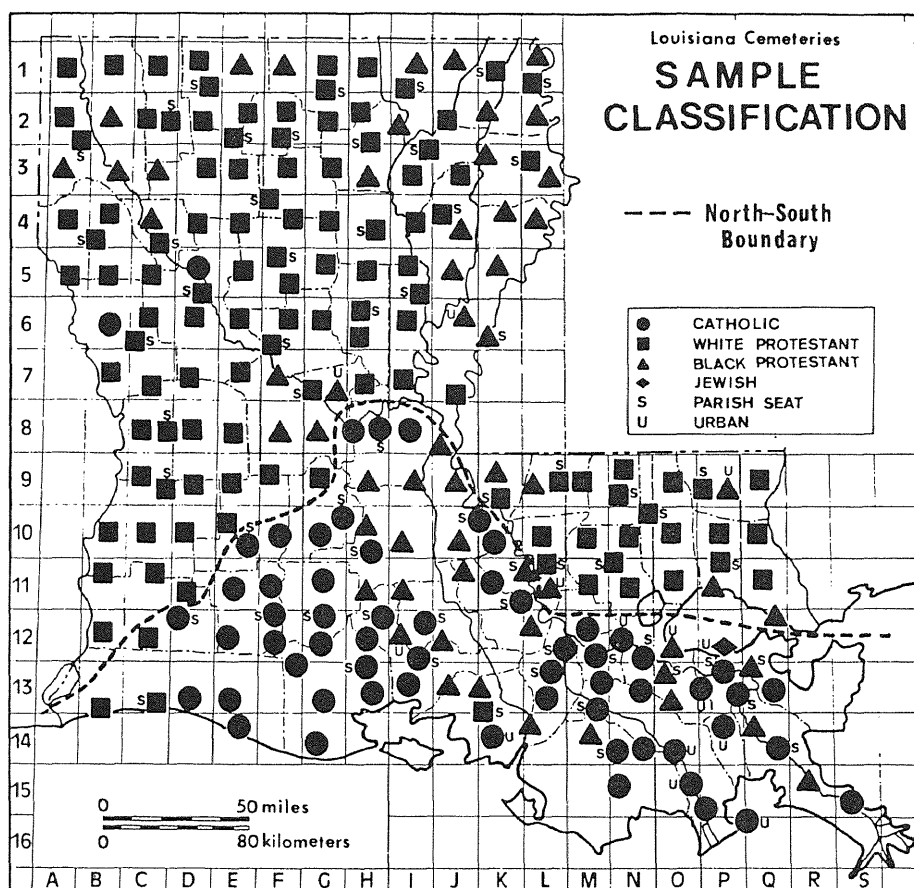 Louisiana Cemeteries
SAMPLE
CLASSIFICATION
North-South
Boundary
CATHOLIC
WHITE PROTESTANT
BLACK PROTESTANT
JEWISH
S PARISH SEAT
U URBAN
1
2
3
4
5
6
7
8
9
10
11
12
13
14
15
16
0 50 miles
0 80 kilometers
A B C D E F G H I J K L M N O P Q R S